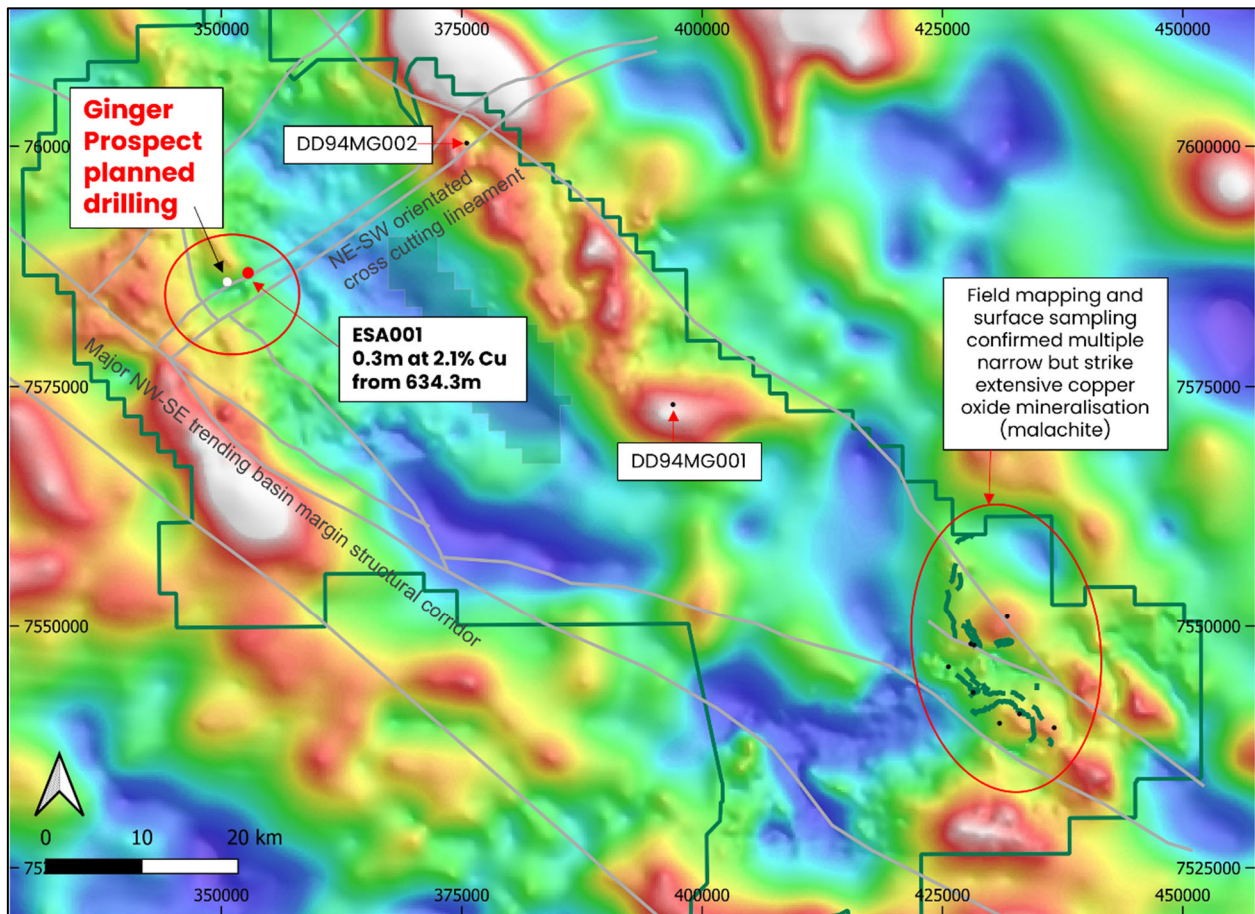 350000
375000
400000
425000
450000
Ginger
Prospect
planned
drilling
DD94MG002
7600000
NE-SW orientated
cross cutting lineament
ESA001
0.3m at 2.1% Cu
from 634.3m
Field mapping and
surface sampling
confirmed multiple
narrow but strike
extensive copper
oxide mineralisation
(malachite)
7575000
7575000
Major NW-SE trending basin margin structural corridor
DD94MG001
7550000
7550000
0 10 20 km
7525000
350000
375000
400000
425000
450000